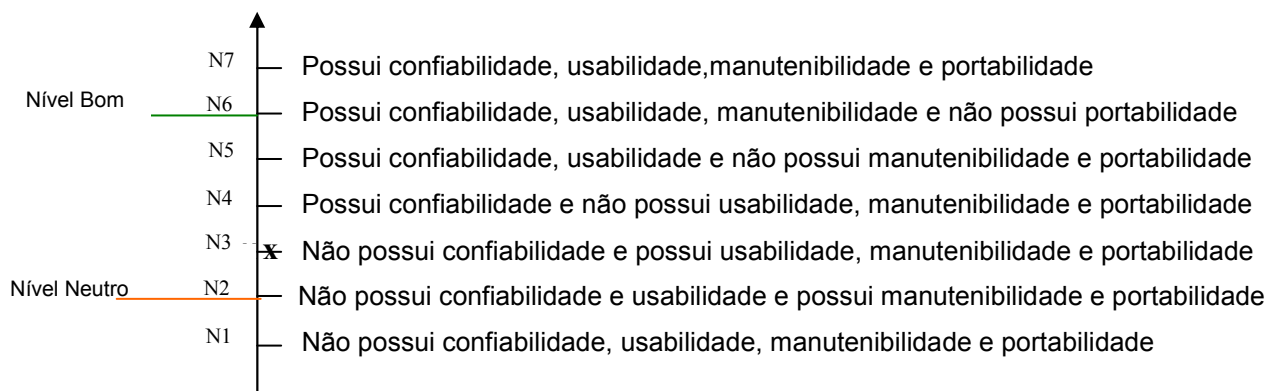 N7 Possui confiabilidade, usabilidade,manutenibilidade e portabilidade
Nível Bom N6 Possui confiabilidade, usabilidade, manutenibilidade e não possui portabilidade
N5 Possui confiabilidade, usabilidade e não possui manutenibilidade e portabilidade
N4 Possui confiabilidade e não possui usabilidade, manutenibilidade e portabilidade
N3 x Não possui confiabilidade e possui usabilidade, manutenibilidade e portabilidade
Nível Neutro N2 Não possui confiabilidade e usabilidade e possui manutenibilidade e portabilidade
N1 Não possui confiabilidade, usabilidade, manutenibilidade e portabilidade